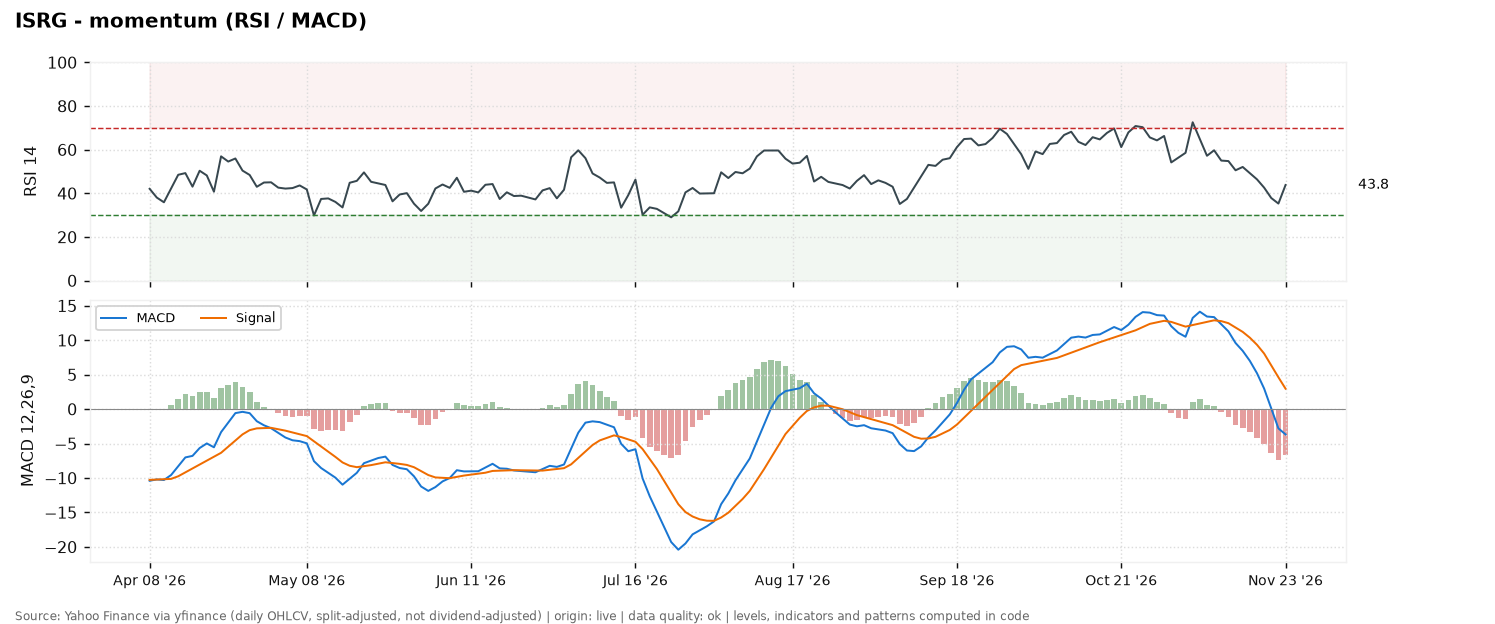 ISRG - momentum (RSI / MACD)
100
80
60
40
20
0
RSI 14
43.8
MACD
Signal
15
10
5
0
−5
−10
−15
−20
MACD 12,26,9
Apr 08 '26
May 08 '26
Jun 11 '26
Jul 16 '26
Aug 17 '26
Sep 18 '26
Oct 21 '26
Nov 23 '26
Source: Yahoo Finance via yfinance (daily OHLCV, split-adjusted, not dividend-adjusted) | origin: live | data quality: ok | levels, indicators and patterns computed in code